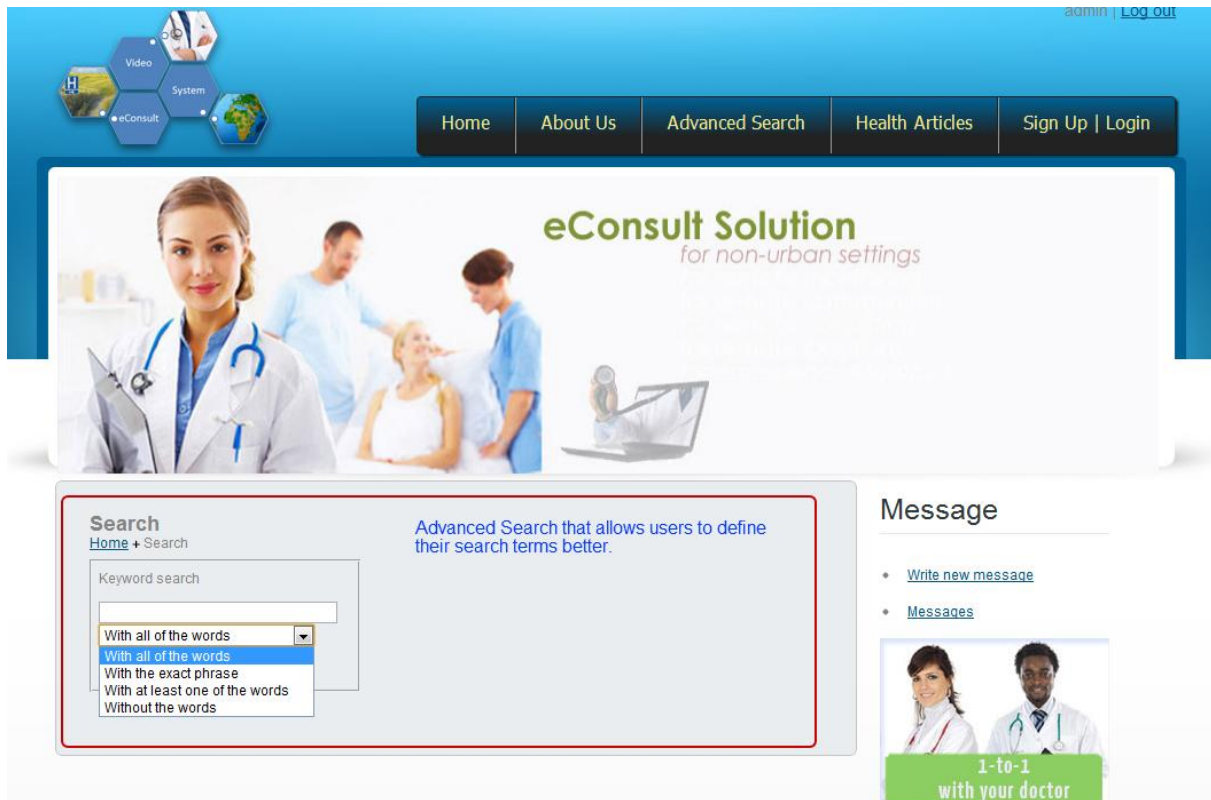 admin | Log out
Video
System
H
eConsult
Home
About Us
Advanced Search
Health Articles
Sign Up | Login
eConsult Solution
for non-urban settings
Search
Home + Search
Keyword search
With all of the words
With all of the words
With the exact phrase
With at least one of the words
Without the words
Advanced Search that allows users to define
their search terms better.
Message
Write new message
Messages
1-to-1
with your doctor